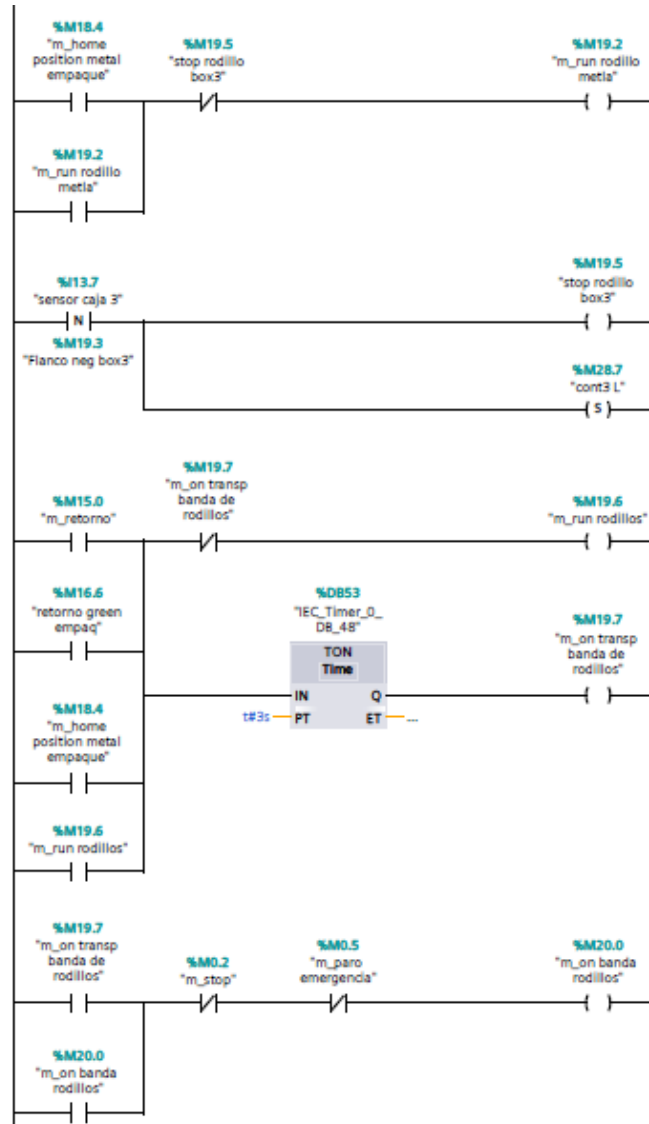 %M18.4
"m_home
position metal
empaque"
%M19.5
"stop rodillo
box3"
%M19.2
"m_run rodillo
metla"
%M19.2
"m_run rodillo
metla"
%I13.7
"sensor caja 3"
N
%M19.3
"Flanco neg box3"
%M19.5
"stop rodillo
box3"
%M28.7
"cont3 L"
S
%M15.0
"m_retorno"
%M19.7
"m_on transp
banda de
rodillos"
%M19.6
"m_run rodillos"
%M16.6
"retorno green
empaq"
%DB53
"IEC_Timer_0_
DB_48"
TON
Time
IN Q
t#3s PT ET ...
%M19.7
"m_on transp
banda de
rodillos"
%M18.4
"m_home
position metal
empaque"
%M19.6
"m_run rodillos"
%M19.7
"m_on transp
banda de
rodillos"
%M0.2
"m_stop"
%M0.5
"m_paro
emergencia"
%M20.0
"m_on banda
rodillos"
%M20.0
"m_on banda
rodillos"